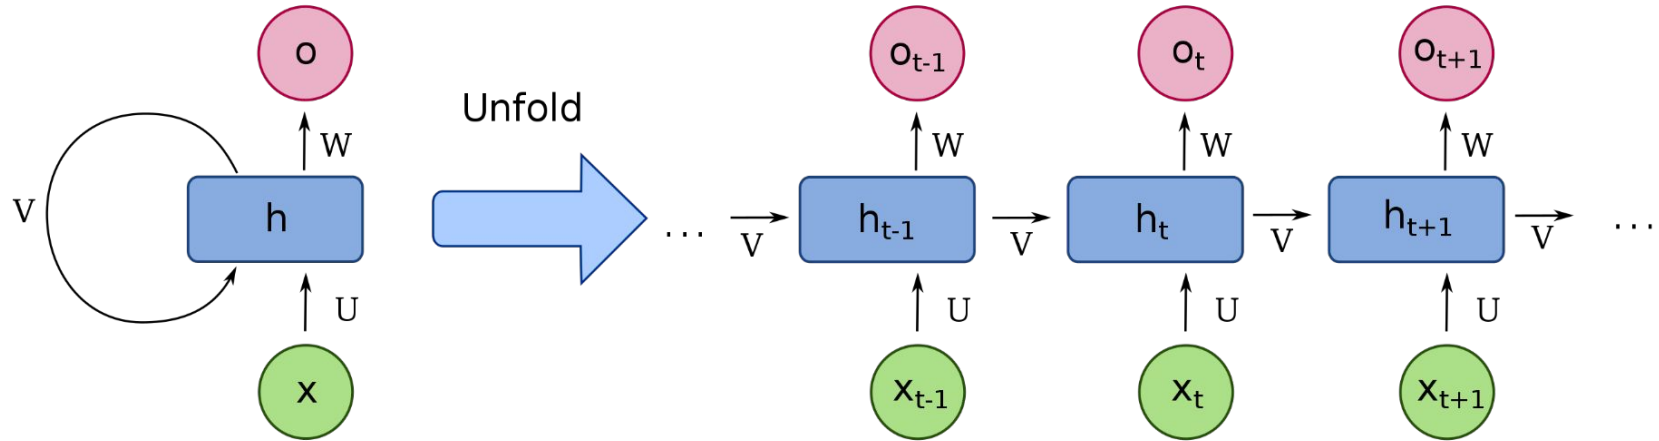 o
o_{t-1}
o_t
o_{t+1}
Unfold
W
W
W
W
V
h
...
V
h_{t-1}
V
h_t
V
h_{t+1}
V
...
U
U
U
U
x
x_{t-1}
x_t
x_{t+1}